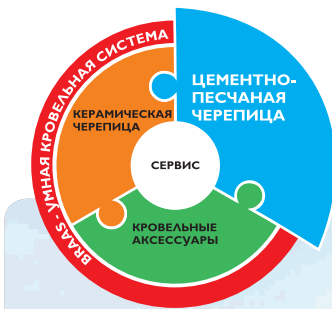 BRAAS - УМНАЯ КРОВЕЛЬНАЯ СИСТЕМА
ЦЕМЕНТНО-
ПЕСЧАНАЯ
ЧЕРЕПИЦА
КЕРАМИЧЕСКАЯ
ЧЕРЕПИЦА
СЕРВИС
КРОВЕЛЬНЫЕ
АКСЕССУАРЫ